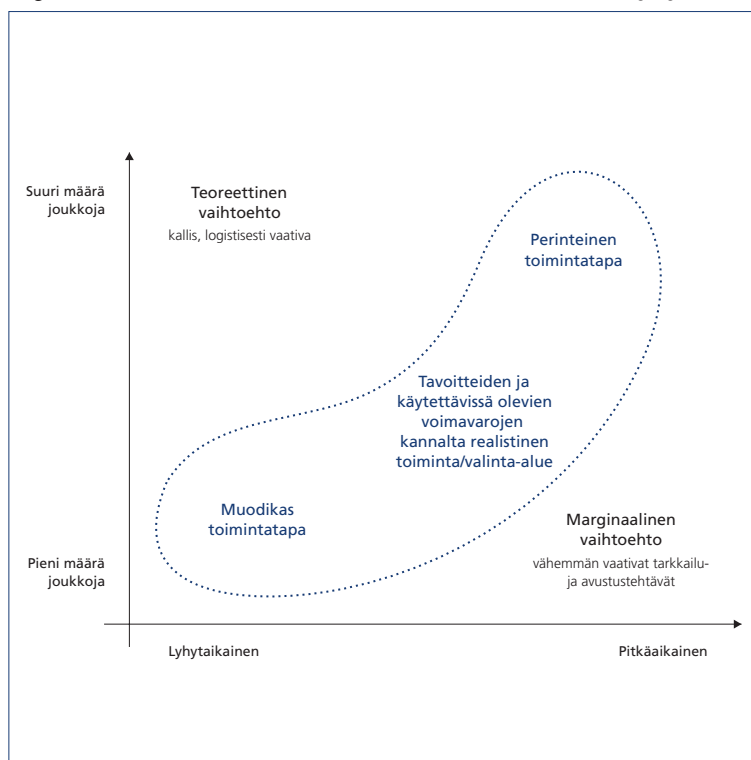 Suuri määrä
joukkoja
Teoreettinen
vaihtoehto
kallis, logistisesti vaativa
Perinteinen
toimintatapa
Tavoitteiden ja
käytettävissä olevien
voimavarojen
kannalta realistinen
toiminta/valinta-alue
Muodikas
toimintatapa
Marginaalinen
vaihtoehto
vähemmän vaativat tarkkailu-
ja avustustehtävät
Pieni määrä
joukkoja
Lyhytaikainen
Pitkäaikainen